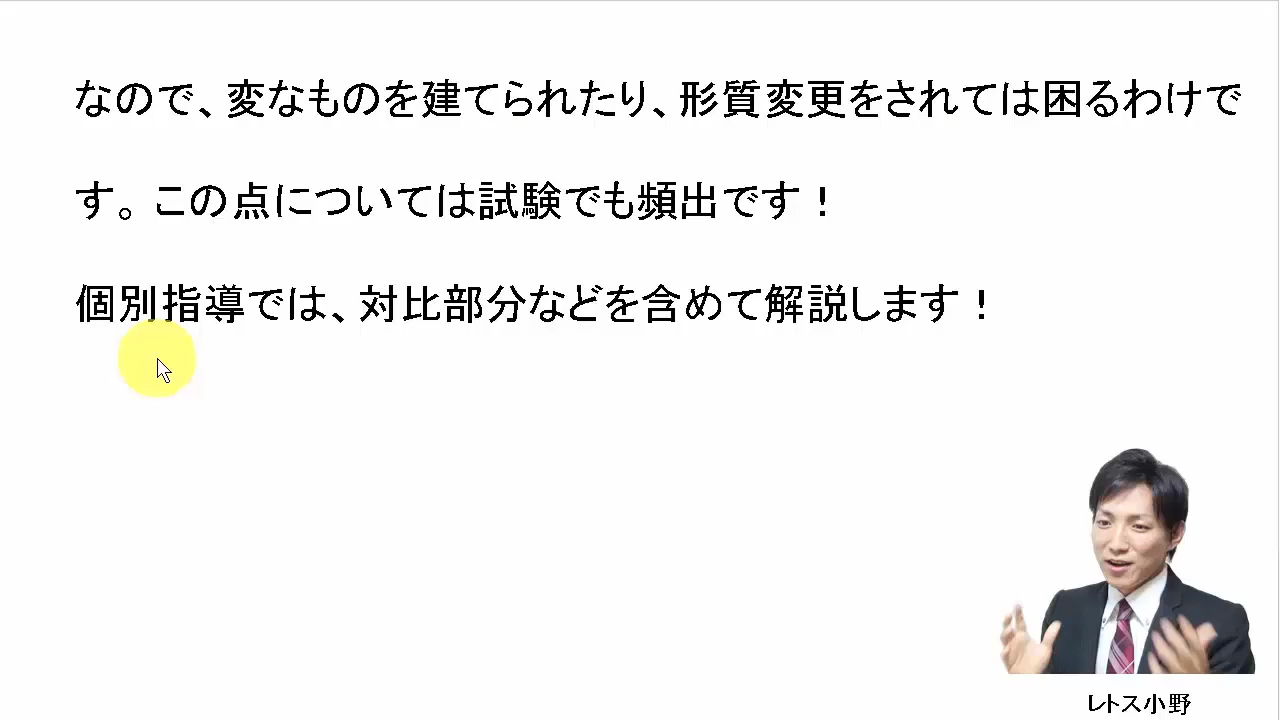 なので、変なものを建てられたり、形質変更をされては困るわけで
す。この点については試験でも頻出です！
個別指導では、対比部分などを含めて解説します！
レトス小野